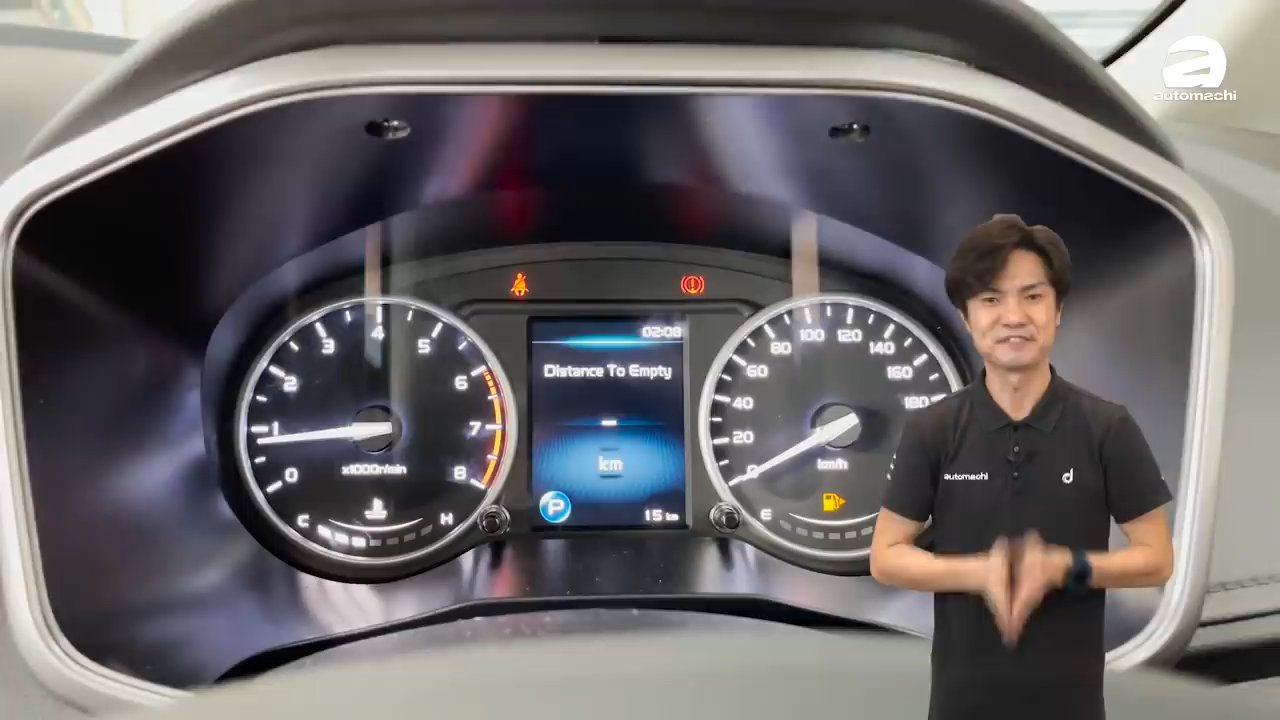 automachi
02:08
Distance To Empty
--
km
P
15 km
0
1
2
3
4
5
6
7
8
x1000r/min
C
H
0
20
40
60
80
100
120
140
160
180
km/h
E
automachi
d